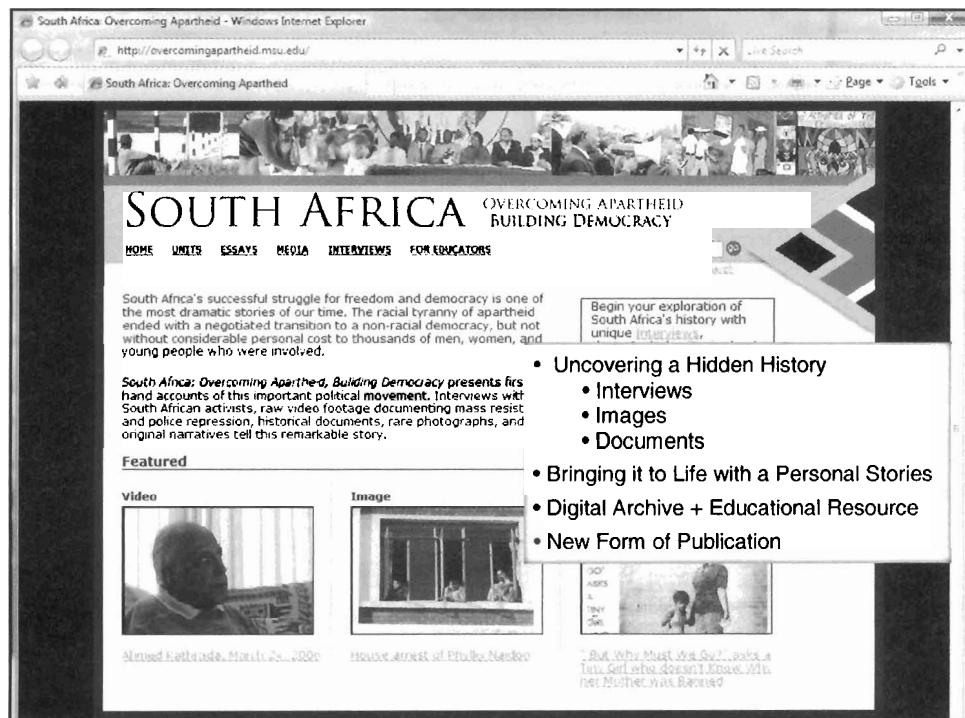 South Africa: Overcoming Apartheid - Windows Internet Explorer
http://overcomingapartheid.msu.edu/
Live Search
South Africa: Overcoming Apartheid
Page
Tools
SOUTH AFRICA
OVERCOMING APARTHEID
BUILDING DEMOCRACY
HOME UNITS ESSAYS MEDIA INTERVIEWS FOR EDUCATORS
go
South Africa's successful struggle for freedom and democracy is one of
the most dramatic stories of our time. The racial tyranny of apartheid
ended with a negotiated transition to a non-racial democracy, but not
without considerable personal cost to thousands of men, women, and
young people who were involved.
South Africa: Overcoming Apartheid, Building Democracy presents firs
hand accounts of this important political movement. Interviews with
South African activists, raw video footage documenting mass resist
and police repression, historical documents, rare photographs, and
original narratives tell this remarkable story.
Begin your exploration of
South Africa's history with
unique interviews,
• Uncovering a Hidden History
• Interviews
• Images
• Documents
• Bringing it to Life with a Personal Stories
• Digital Archive + Educational Resource
• New Form of Publication
Featured
Video
Image
GO'
ASKS
A
TINY
Ahmed Kathrada, March 24, 2006
House arrest of Phyllis Naidoo
"But Why Must We Go?" asks a
Tiny Girl who doesn't Know Why
her Mother was Banned